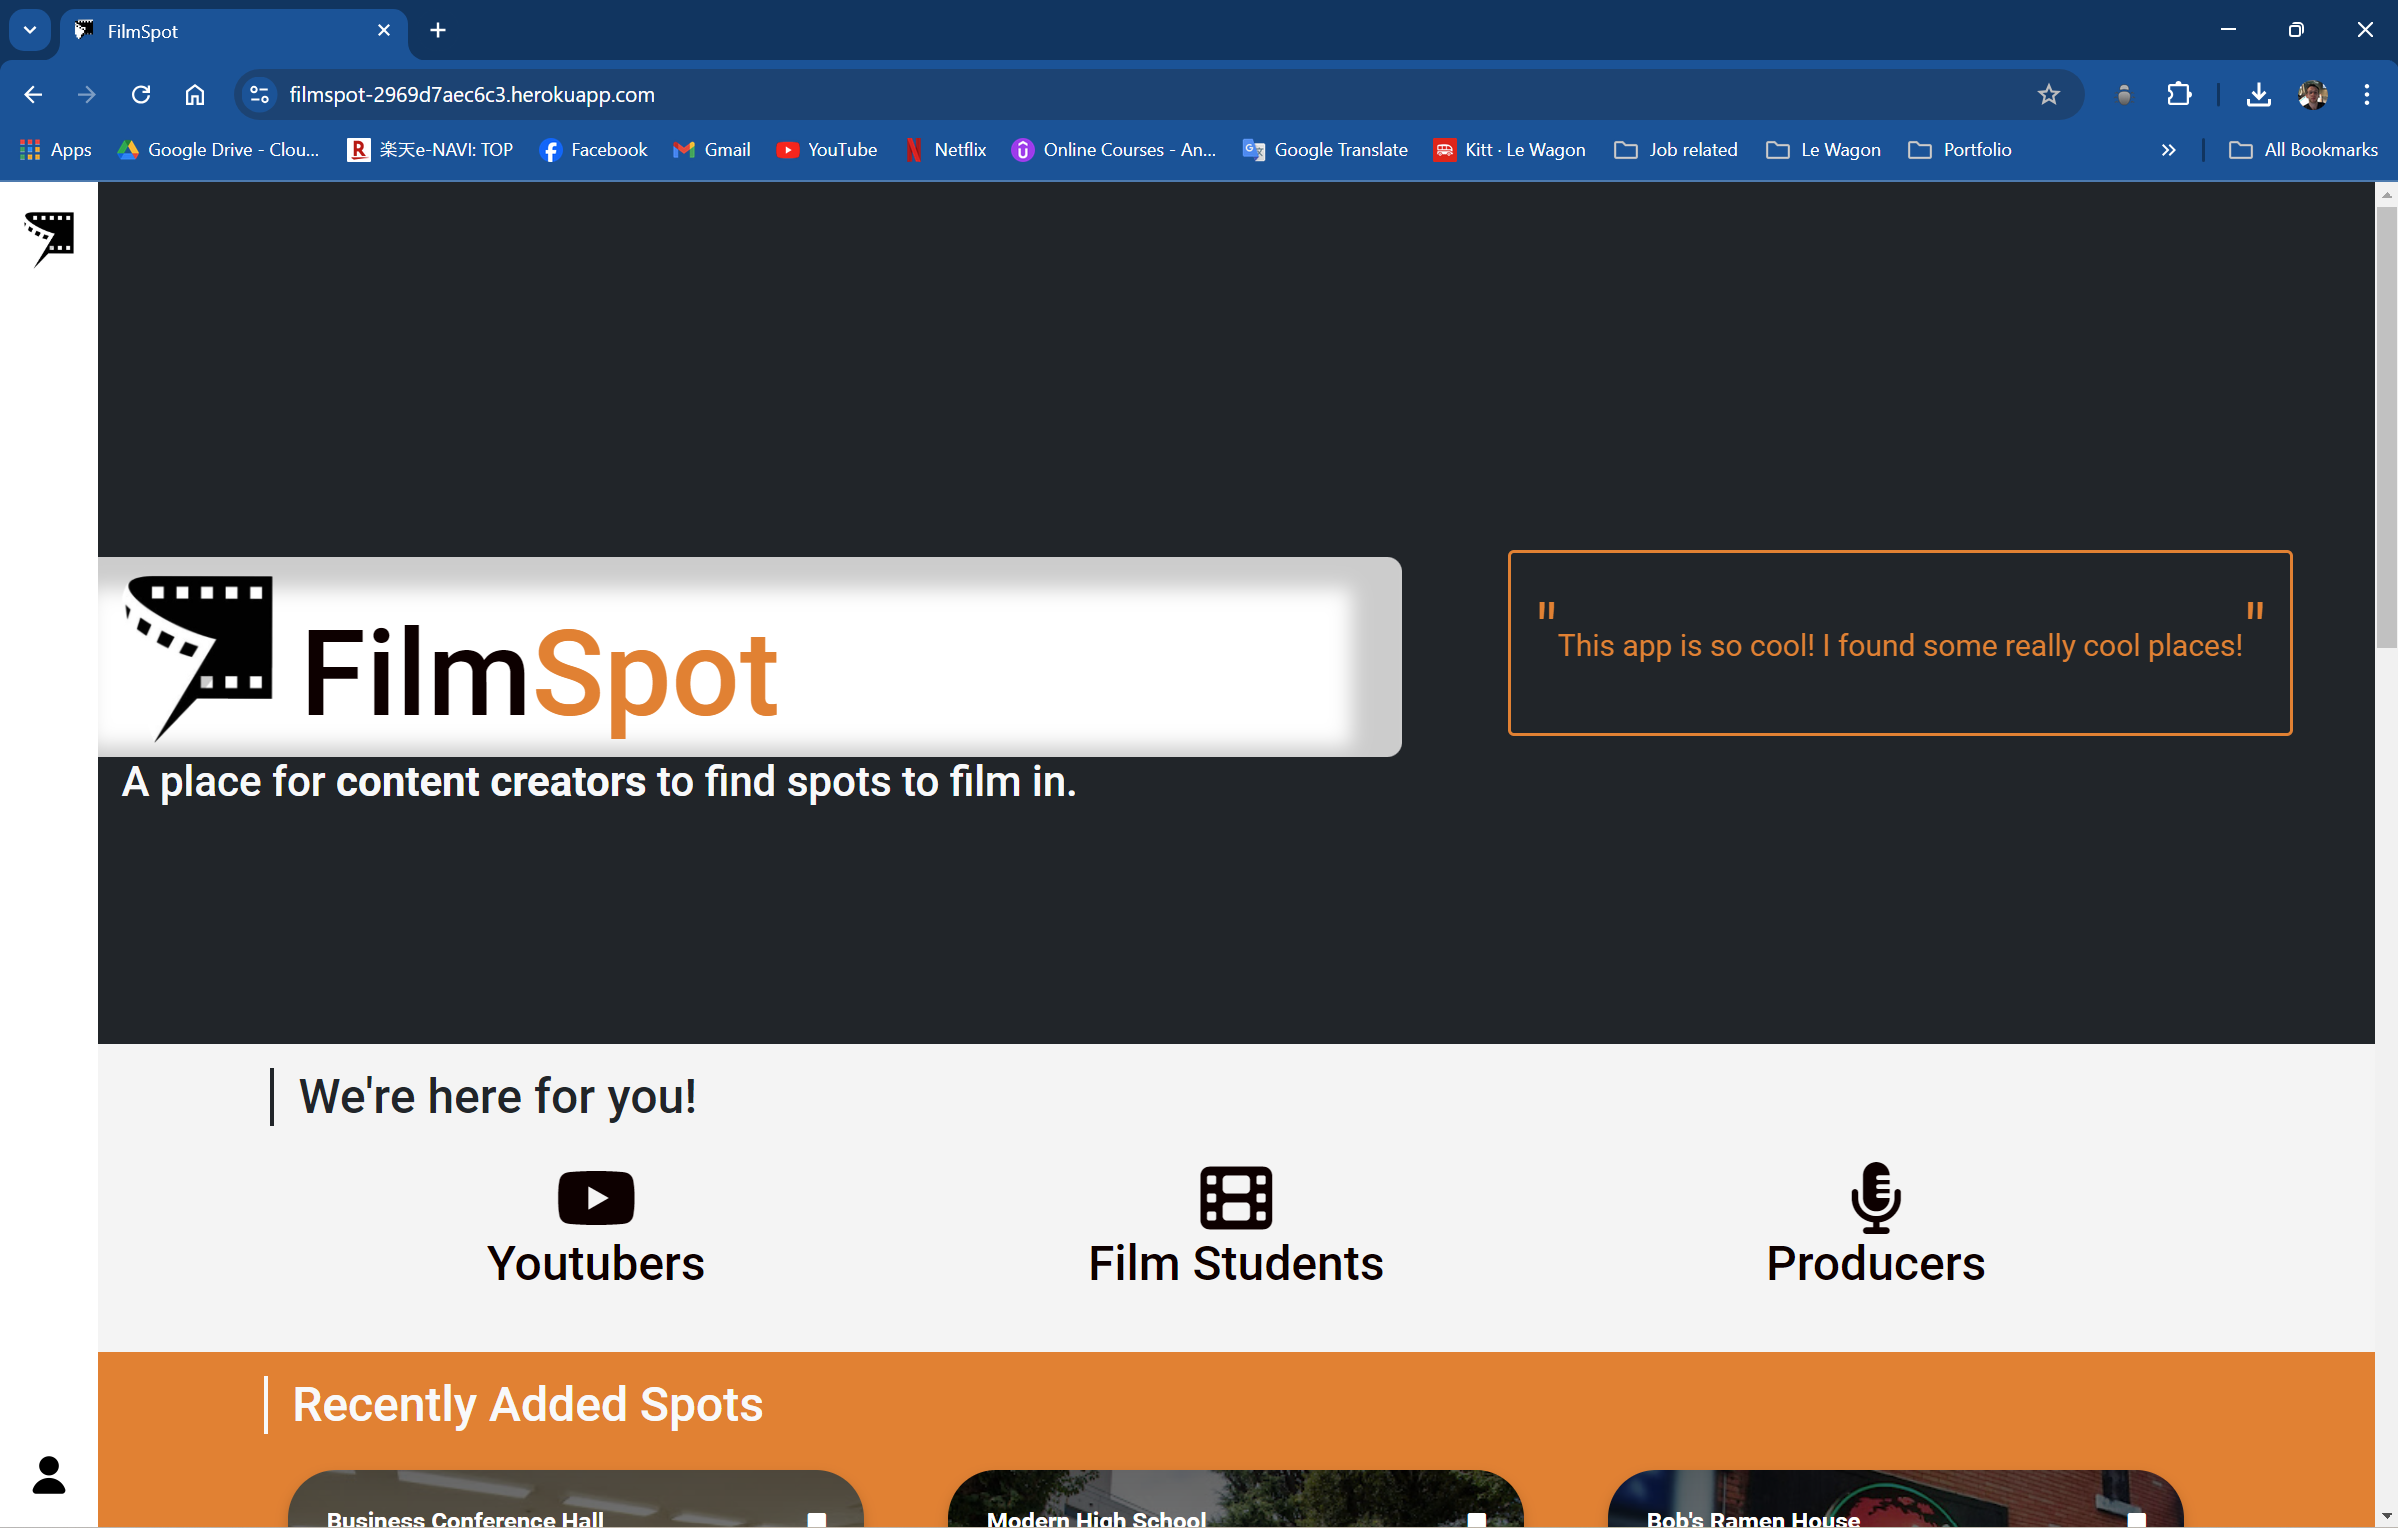 FilmSpot
filmspot-2969d7aec6c3.herokuapp.com
Apps Google Drive - Clou... 楽天e-NAVI: TOP Facebook Gmail YouTube Netflix Online Courses - An... Google Translate Kitt · Le Wagon Job related Le Wagon Portfolio » All Bookmarks
FilmSpot
A place for content creators to find spots to film in.
"This app is so cool! I found some really cool places!"
We're here for you!
Youtubers Film Students Producers
Recently Added Spots
Business Conference Hall Modern High School Bob's Ramen House